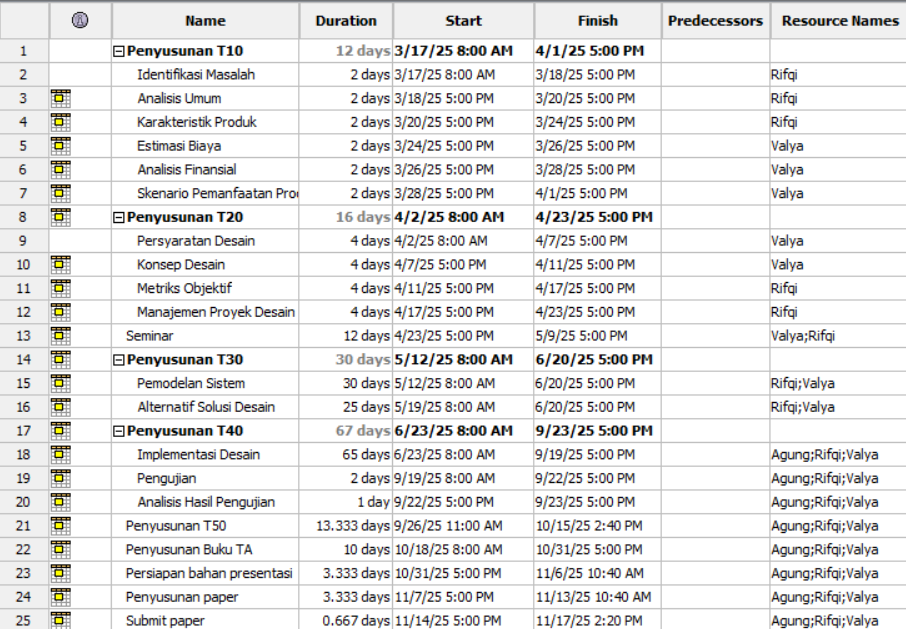 Name Duration Start Finish Predecessors Resource Names
1 Penyusunan T10 12 days 3/17/25 8:00 AM 4/1/25 5:00 PM
2 Identifikasi Masalah 2 days 3/17/25 8:00 AM 3/18/25 5:00 PM Rifqi
3 Analisis Umum 2 days 3/18/25 5:00 PM 3/20/25 5:00 PM Rifqi
4 Karakteristik Produk 2 days 3/20/25 5:00 PM 3/24/25 5:00 PM Rifqi
5 Estimasi Biaya 2 days 3/24/25 5:00 PM 3/26/25 5:00 PM Valya
6 Analisis Finansial 2 days 3/26/25 5:00 PM 3/28/25 5:00 PM Valya
7 Skenario Pemanfaatan Pro 2 days 3/28/25 5:00 PM 4/1/25 5:00 PM Valya
8 Penyusunan T20 16 days 4/2/25 8:00 AM 4/23/25 5:00 PM
9 Persyaratan Desain 4 days 4/2/25 8:00 AM 4/7/25 5:00 PM Valya
10 Konsep Desain 4 days 4/7/25 5:00 PM 4/11/25 5:00 PM Valya
11 Metriks Objektif 4 days 4/11/25 5:00 PM 4/17/25 5:00 PM Rifqi
12 Manajemen Proyek Desain 4 days 4/17/25 5:00 PM 4/23/25 5:00 PM Rifqi
13 Seminar 12 days 4/23/25 5:00 PM 5/9/25 5:00 PM Valya;Rifqi
14 Penyusunan T30 30 days 5/12/25 8:00 AM 6/20/25 5:00 PM
15 Pemodelan Sistem 30 days 5/12/25 8:00 AM 6/20/25 5:00 PM Rifqi;Valya
16 Alternatif Solusi Desain 25 days 5/19/25 8:00 AM 6/20/25 5:00 PM Rifqi;Valya
17 Penyusunan T40 67 days 6/23/25 8:00 AM 9/23/25 5:00 PM
18 Implementasi Desain 65 days 6/23/25 8:00 AM 9/19/25 5:00 PM Agung;Rifqi;Valya
19 Pengujian 2 days 9/19/25 8:00 AM 9/22/25 5:00 PM Agung;Rifqi;Valya
20 Analisis Hasil Pengujian 1 day 9/22/25 5:00 PM 9/23/25 5:00 PM Agung;Rifqi;Valya
21 Penyusunan T50 13.333 days 9/26/25 11:00 AM 10/15/25 2:40 PM Agung;Rifqi;Valya
22 Penyusunan Buku TA 10 days 10/18/25 8:00 AM 10/31/25 5:00 PM Agung;Rifqi;Valya
23 Persiapan bahan presentasi 3.333 days 10/31/25 5:00 PM 11/6/25 10:40 AM Agung;Rifqi;Valya
24 Penyusunan paper 3.333 days 11/7/25 5:00 PM 11/13/25 10:40 AM Agung;Rifqi;Valya
25 Submit paper 0.667 days 11/14/25 5:00 PM 11/17/25 2:20 PM Agung;Rifqi;Valya